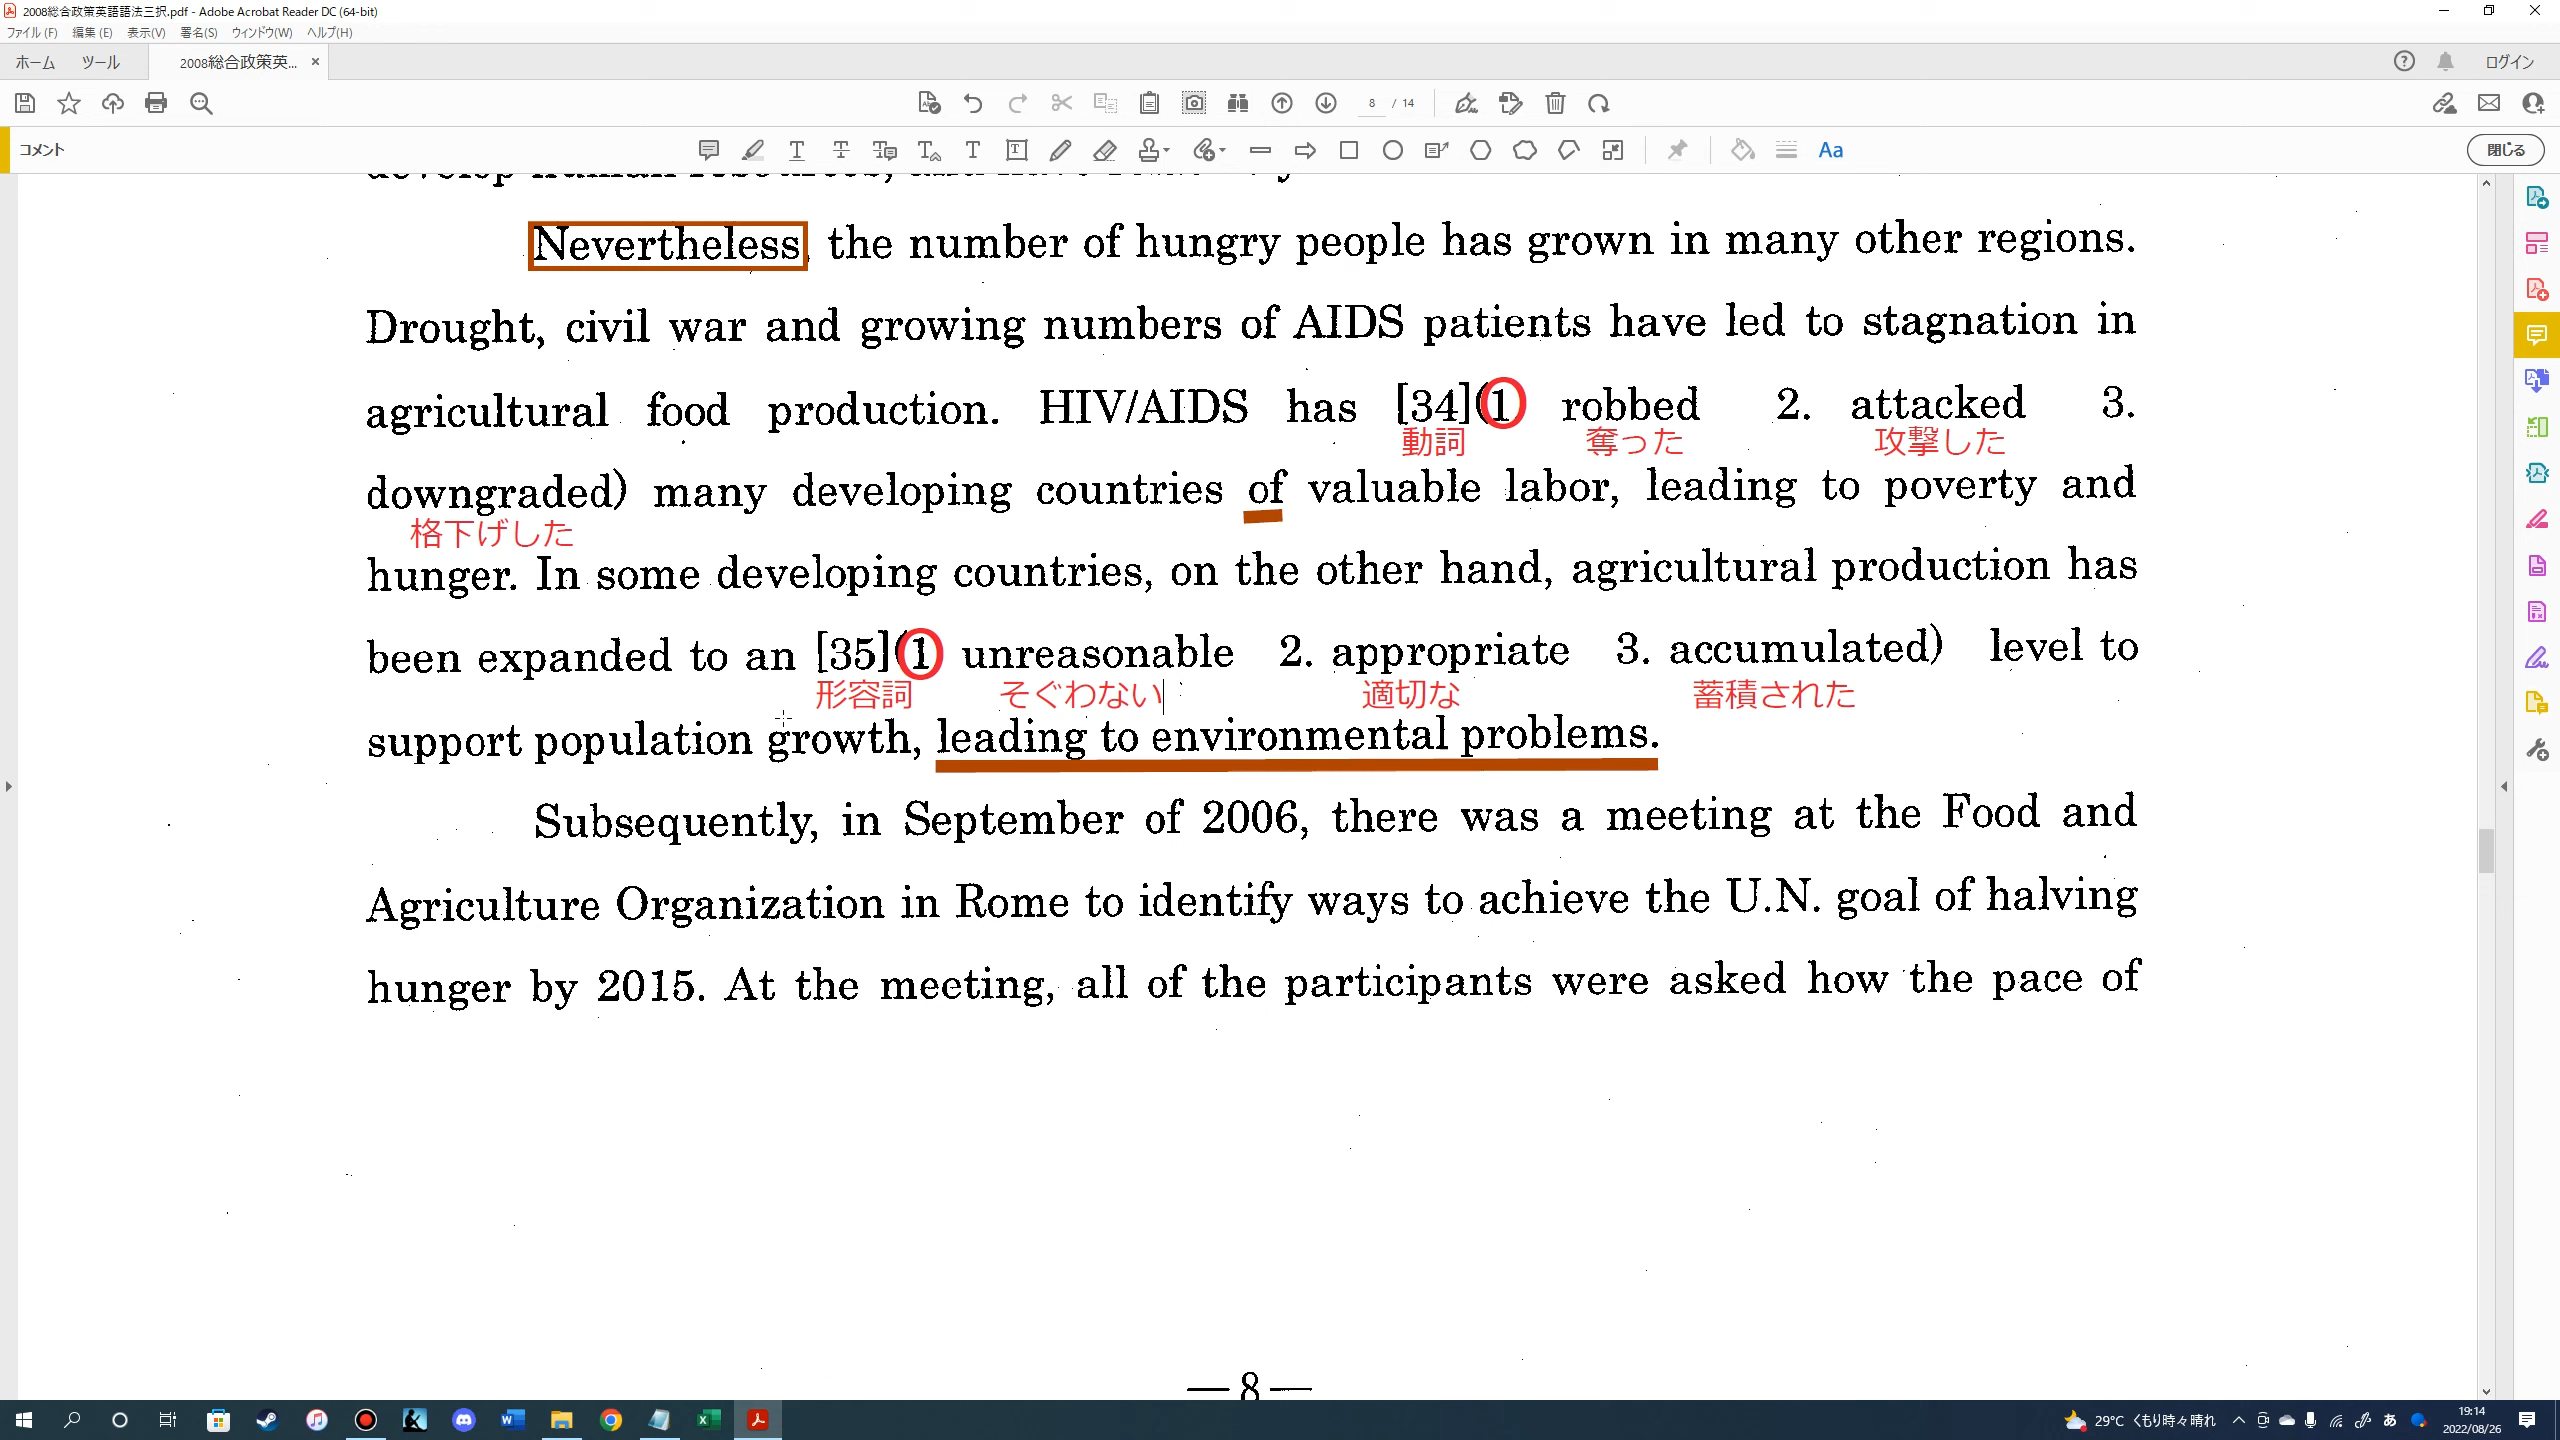 2008総合政策英語語法三択.pdf - Adobe Acrobat Reader DC (64-bit)
ファイル(F) 編集(E) 表示(V) 署名(S) ウィンドウ(W) ヘルプ(H)
ホーム ツール 2008総合政策英... × ログイン
8 / 14
コメント Aa 閉じる
Nevertheless, the number of hungry people has grown in many other regions.
Drought, civil war and growing numbers of AIDS patients have led to stagnation in
agricultural food production. HIV/AIDS has [34](1 robbed 2. attacked 3.
動詞 奪った 攻撃した
downgraded) many developing countries of valuable labor, leading to poverty and
格下げした
hunger. In some developing countries, on the other hand, agricultural production has
been expanded to an [35](1 unreasonable 2. appropriate 3. accumulated) level to
形容詞 そぐわない 適切な 蓄積された
support population growth, leading to environmental problems.
Subsequently, in September of 2006, there was a meeting at the Food and
Agriculture Organization in Rome to identify ways to achieve the U.N. goal of halving
hunger by 2015. At the meeting, all of the participants were asked how the pace of
—8—
29°C くもり時々晴れ あ 19:14
2022/08/26